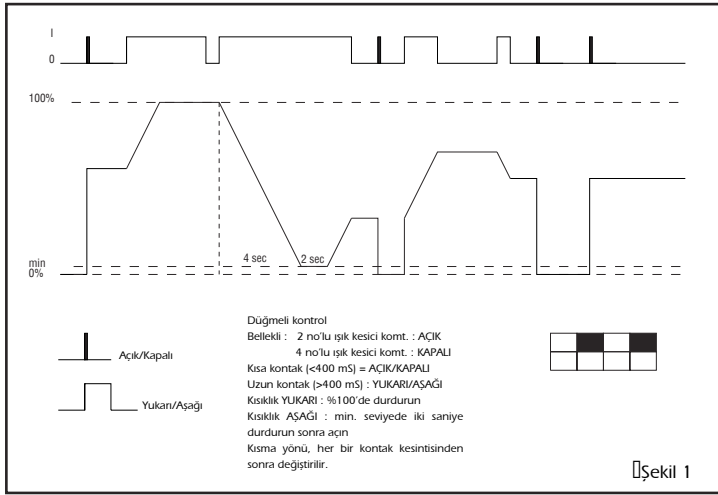 I
0
100%
4 sec
2 sec
min
0%
Açık/Kapalı
Yukarı/Aşağı
Düğmeli kontrol
Bellekli : 2 no'lu ışık kesici komt. : AÇIK
4 no'lu ışık kesici komt. : KAPALI
Kısa kontak (<400 mS) = AÇIK/KAPALI
Uzun kontak (>400 mS) : YUKARI/AŞAĞI
Kısıklık YUKARI : %100'de durdurun
Kısıklık AŞAĞI : min. seviyede iki saniye
durdurun sonra açın
Kısma yönü, her bir kontak kesintisinden
sonra değiştirilir.
Şekil 1